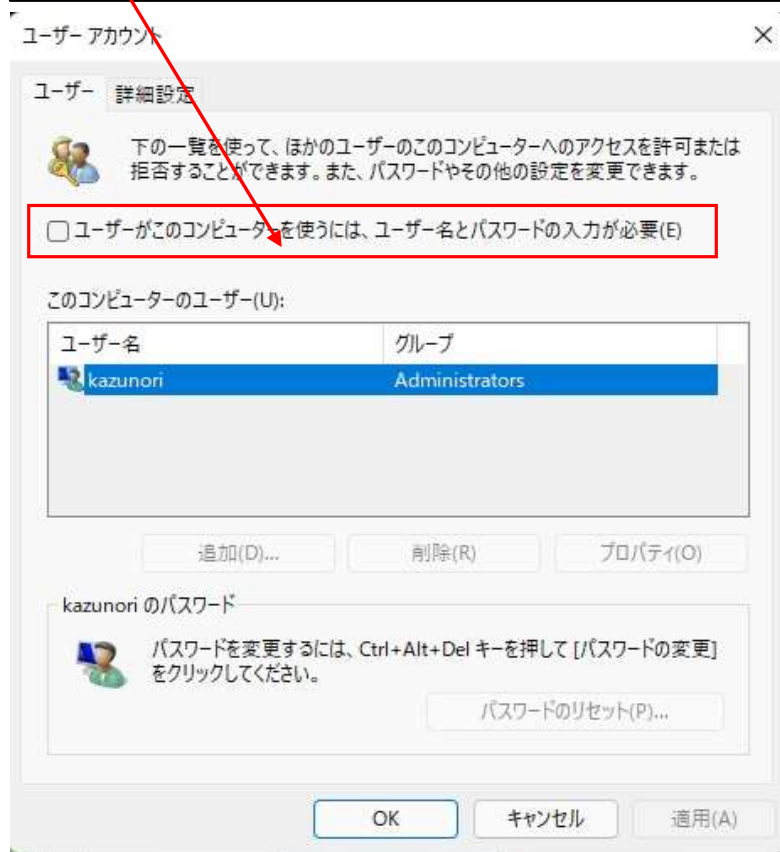 ユーザー アカウント
ユーザー 詳細設定
下の一覧を使って、ほかのユーザーのこのコンピューターへのアクセスを許可または
拒否することができます。また、パスワードやその他の設定を変更できます。
ユーザーがこのコンピューターを使うには、ユーザー名とパスワードの入力が必要(E)
このコンピューターのユーザー(U):
ユーザー名 グループ
kazunori Administrators
追加(D)... 削除(R) プロパティ(O)
kazunori のパスワード
パスワードを変更するには、Ctrl+Alt+Del キーを押して [パスワードの変更]
をクリックしてください。
パスワードのリセット(P)...
OK キャンセル 適用(A)